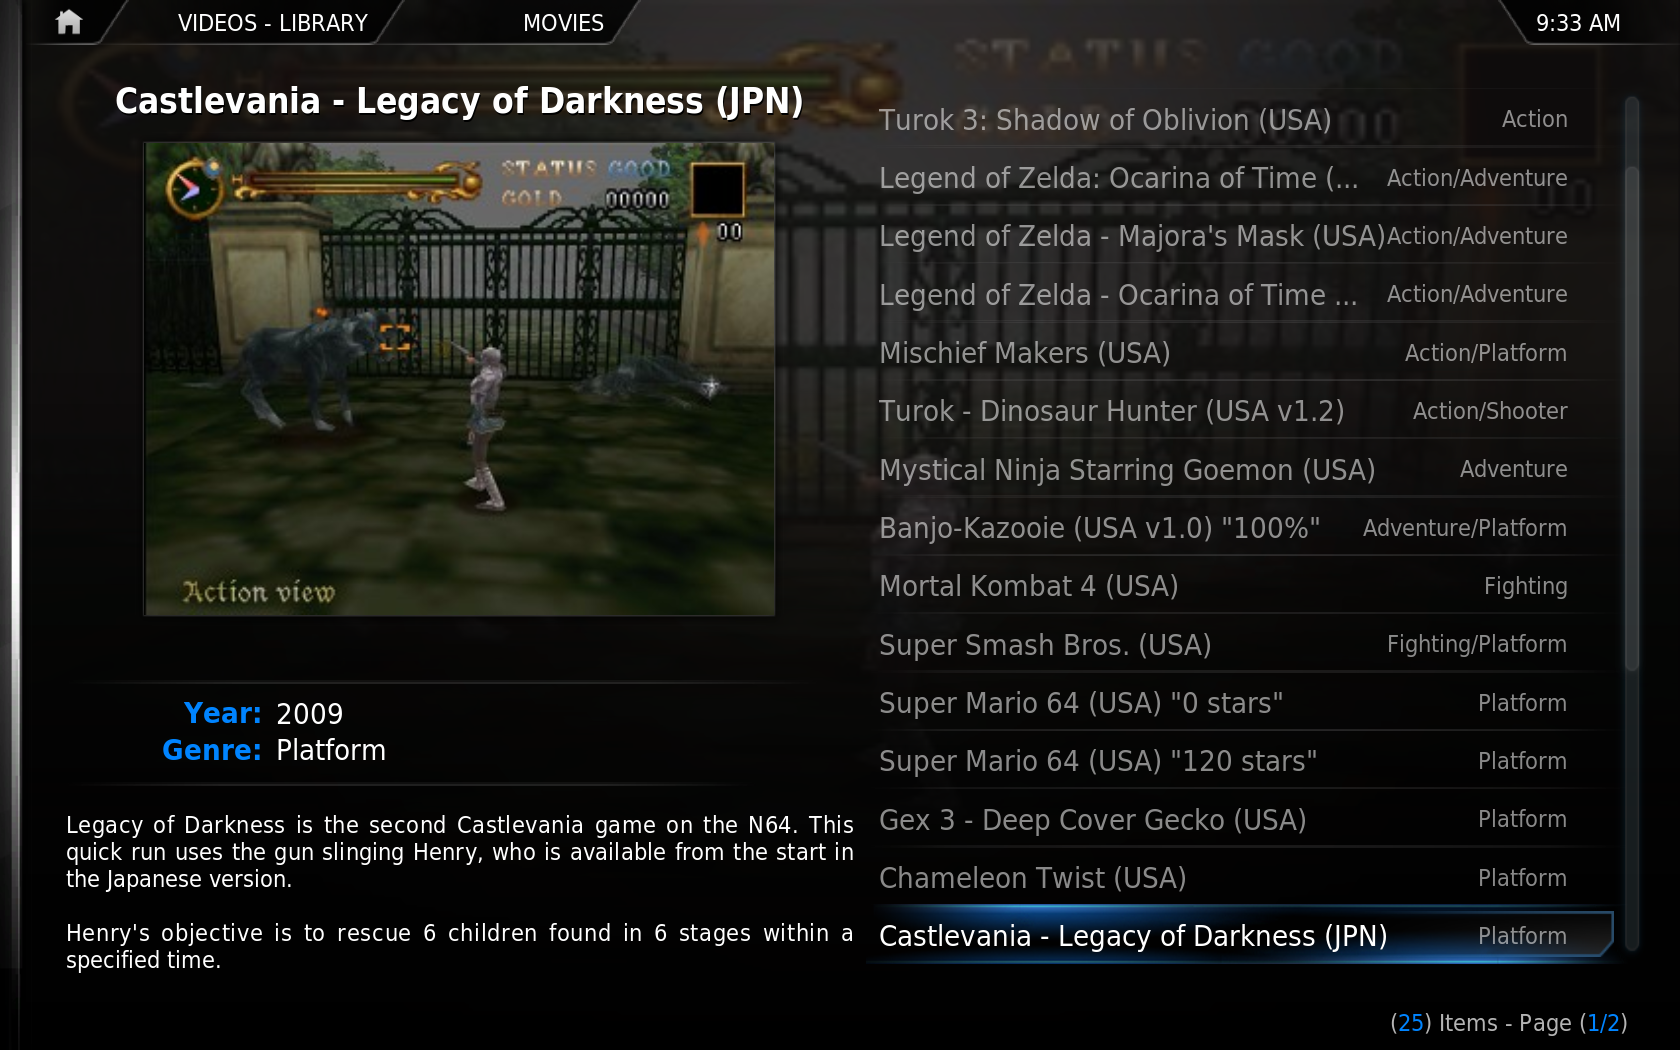 VIDEOS - LIBRARY
MOVIES
9:33 AM
Castlevania - Legacy of Darkness (JPN)
STATUS GOOD
GOLD 00000
00
Action view
Year: 2009
Genre: Platform
Legacy of Darkness is the second Castlevania game on the N64. This
quick run uses the gun slinging Henry, who is available from the start in
the Japanese version.
Henry's objective is to rescue 6 children found in 6 stages within a
specified time.
Turok 3: Shadow of Oblivion (USA) Action
Legend of Zelda: Ocarina of Time (... Action/Adventure
Legend of Zelda - Majora's Mask (USA) Action/Adventure
Legend of Zelda - Ocarina of Time ... Action/Adventure
Mischief Makers (USA) Action/Platform
Turok - Dinosaur Hunter (USA v1.2) Action/Shooter
Mystical Ninja Starring Goemon (USA) Adventure
Banjo-Kazooie (USA v1.0) "100%" Adventure/Platform
Mortal Kombat 4 (USA) Fighting
Super Smash Bros. (USA) Fighting/Platform
Super Mario 64 (USA) "0 stars" Platform
Super Mario 64 (USA) "120 stars" Platform
Gex 3 - Deep Cover Gecko (USA) Platform
Chameleon Twist (USA) Platform
Castlevania - Legacy of Darkness (JPN) Platform
(25) Items - Page (1/2)